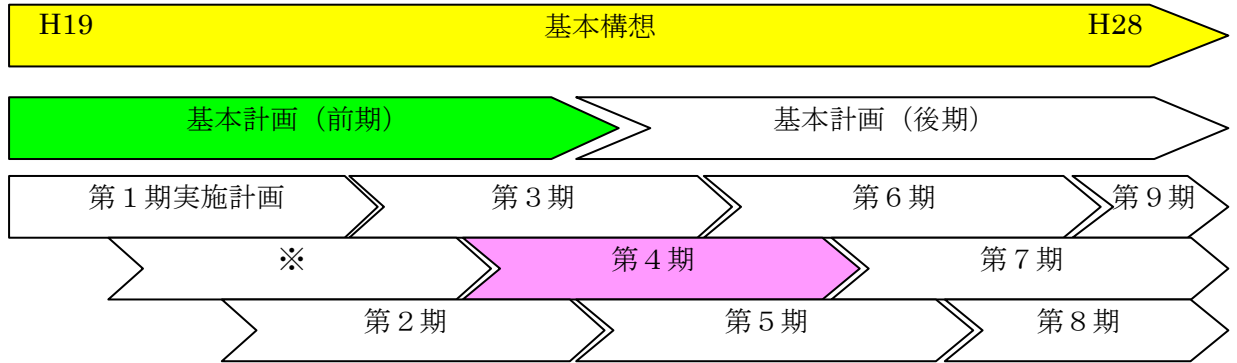 H19 基本構想 H28
基本計画（前期） 基本計画（後期）
第１期実施計画 第３期 第６期 第９期
※ 第４期 第７期
第２期 第５期 第８期